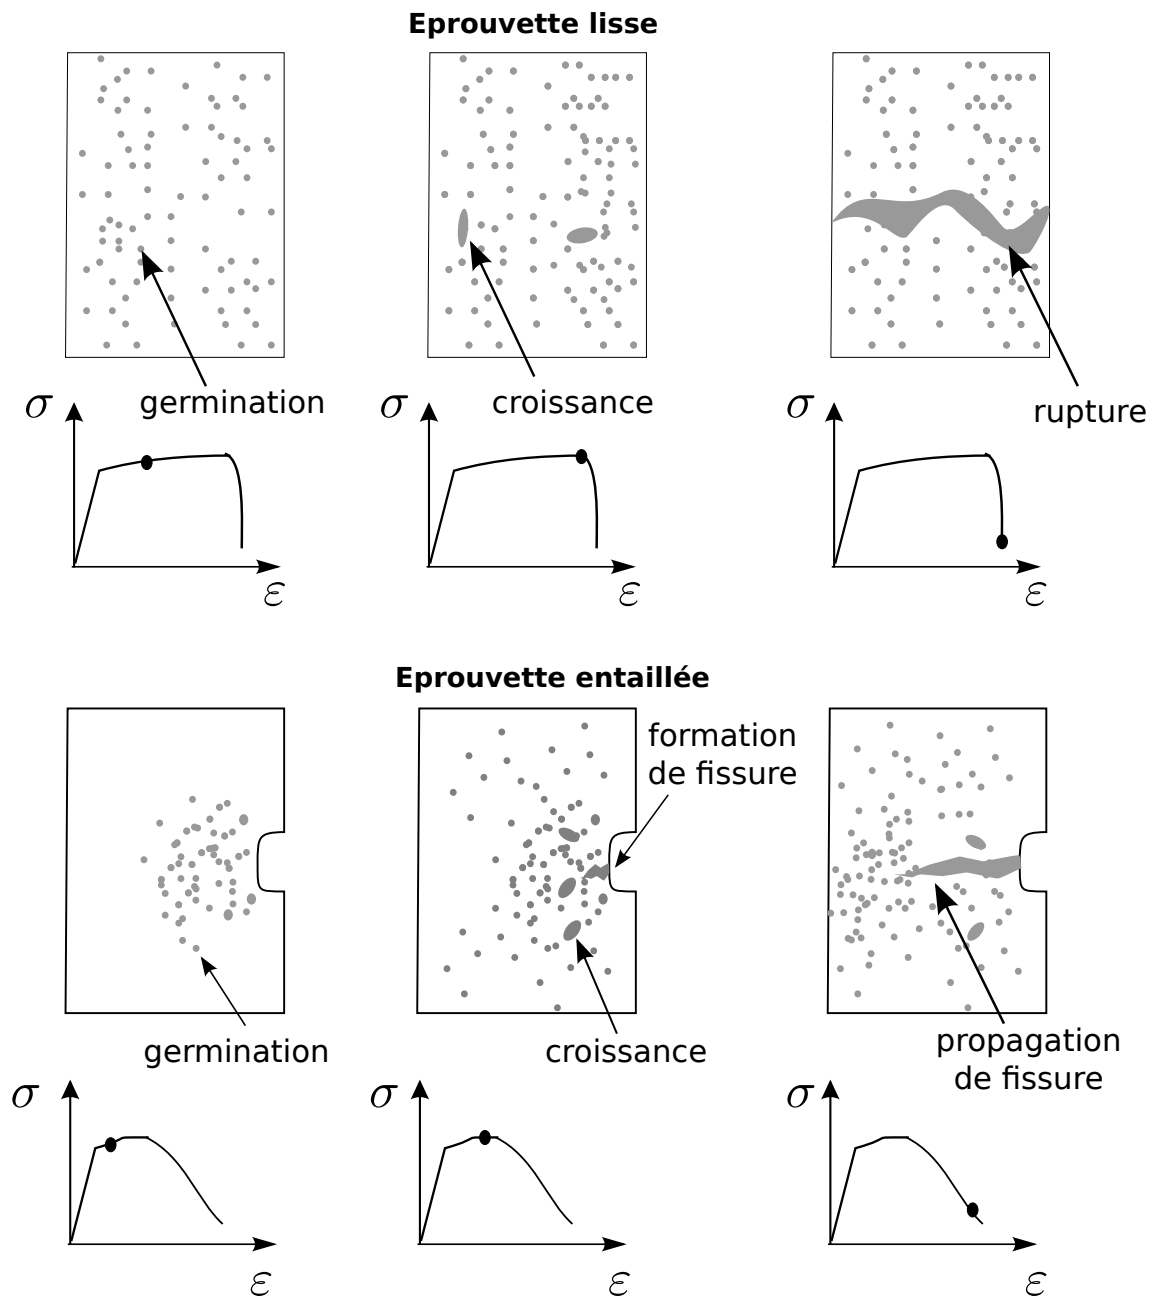 Eprouvette lisse
germination
croissance
rupture
σ
σ
σ
ε
ε
ε
Eprouvette entaillée
formation
de fissure
germination
croissance
propagation
de fissure
σ
σ
σ
ε
ε
ε